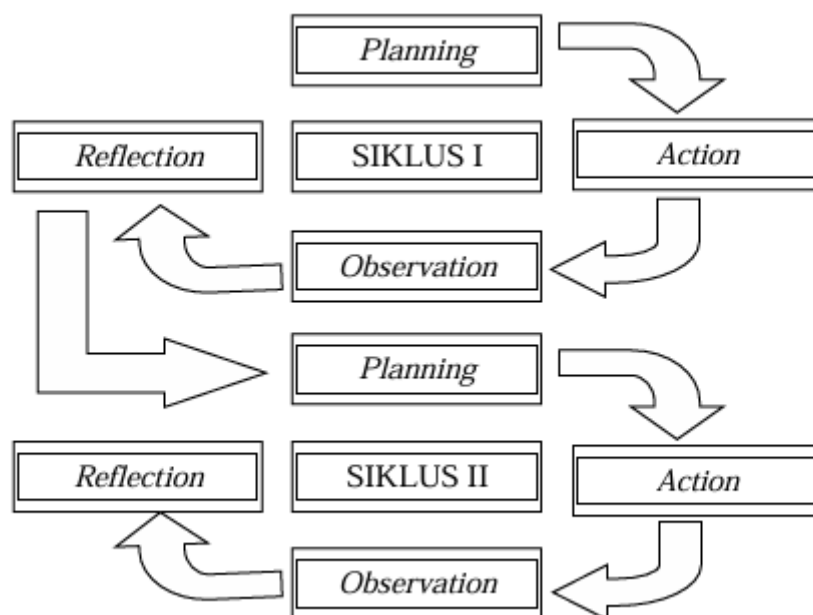 Planning
Reflection
SIKLUS I
Action
Observation
Planning
Reflection
SIKLUS II
Action
Observation